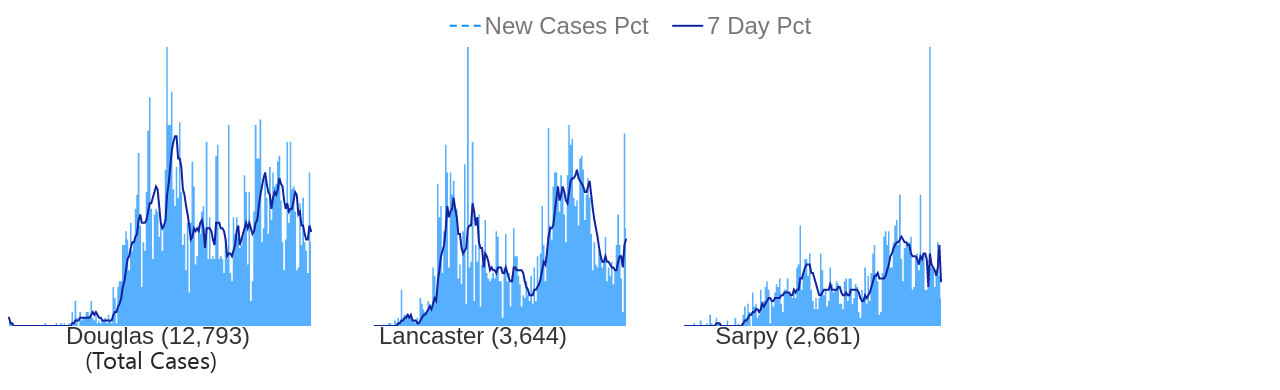 New Cases Pct 7 Day Pct
Douglas (12,793) Lancaster (3,644) Sarpy (2,661)
(Total Cases)